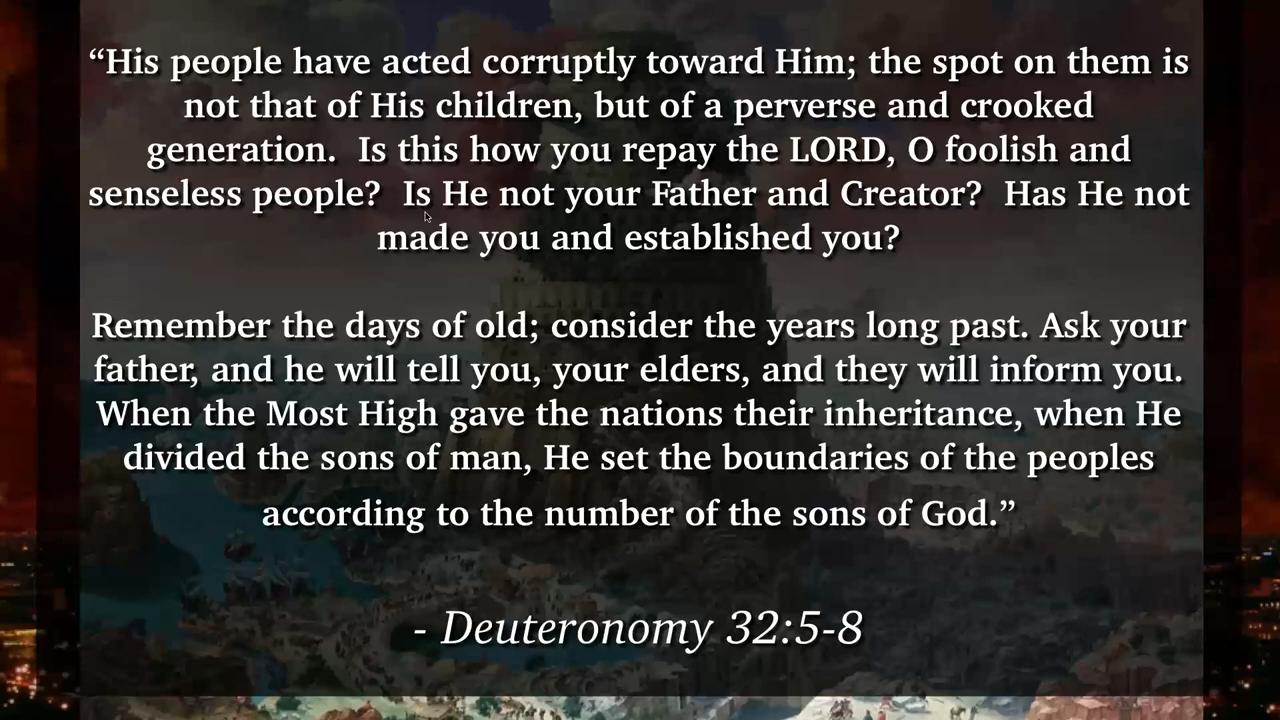 “His people have acted corruptly toward Him; the spot on them is
not that of His children, but of a perverse and crooked
generation.  Is this how you repay the LORD, O foolish and
senseless people?  Is He not your Father and Creator?  Has He not
made you and established you?
Remember the days of old; consider the years long past. Ask your
father, and he will tell you, your elders, and they will inform you.
When the Most High gave the nations their inheritance, when He
divided the sons of man, He set the boundaries of the peoples
according to the number of the sons of God.”
- Deuteronomy 32:5-8